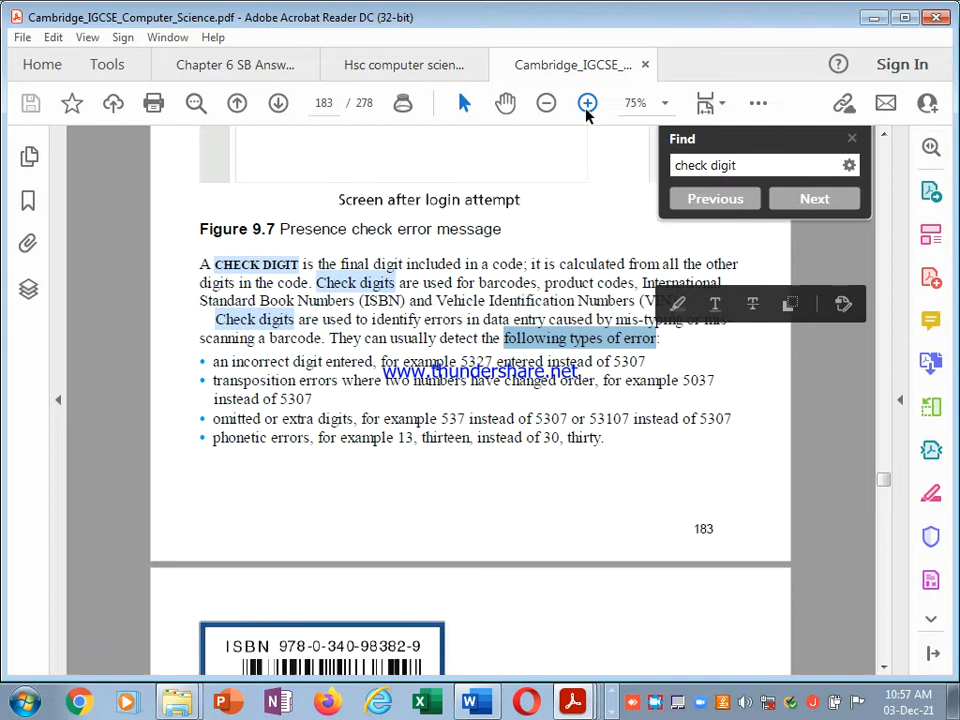 Cambridge_IGCSE_Computer_Science.pdf - Adobe Acrobat Reader DC (32-bit)
File Edit View Sign Window Help
Home Tools Chapter 6 SB Answ... Hsc computer scien... Cambridge_IGCSE_... × Sign In
183 / 278 75%
Find
check digit
Previous Next
Screen after login attempt
Figure 9.7 Presence check error message
A CHECK DIGIT is the final digit included in a code; it is calculated from all the other
digits in the code. Check digits are used for barcodes, product codes, International
Standard Book Numbers (ISBN) and Vehicle Identification Numbers (VIN
Check digits are used to identify errors in data entry caused by mis-typing or mis-
scanning a barcode. They can usually detect the following types of error:
• an incorrect digit entered, for example 5327 entered instead of 5307
www.thundershare.net
• transposition errors where two numbers have changed order, for example 5037
instead of 5307
• omitted or extra digits, for example 537 instead of 5307 or 53107 instead of 5307
• phonetic errors, for example 13, thirteen, instead of 30, thirty.
183
ISBN 978-0-340-98382-9
10:57 AM
03-Dec-21